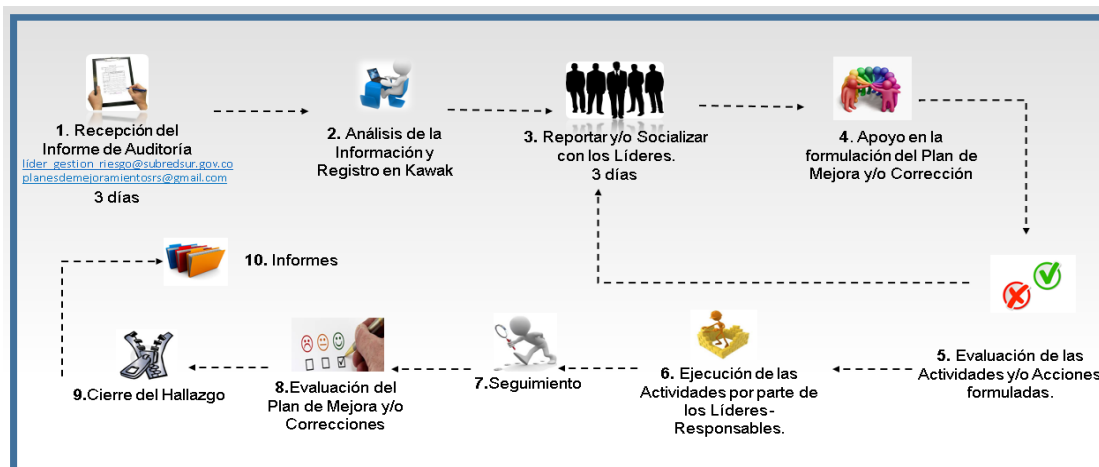 1. Recepción del
Informe de Auditoría
líder_gestion_riesgo@subredsur.gov.co
planesdemejoramientosrs@gmail.com
3 días
2. Análisis de la
Información y
Registro en Kawak
3. Reportar y/o Socializar
con los Líderes.
3 días
4. Apoyo en la
formulación del Plan de
Mejora y/o Corrección
5. Evaluación de las
Actividades y/o Acciones
formuladas.
6. Ejecución de las
Actividades por parte de
los Líderes-
Responsables.
7.Seguimiento
8.Evaluación del
Plan de Mejora y/o
Correcciones
9.Cierre del Hallazgo
10. Informes